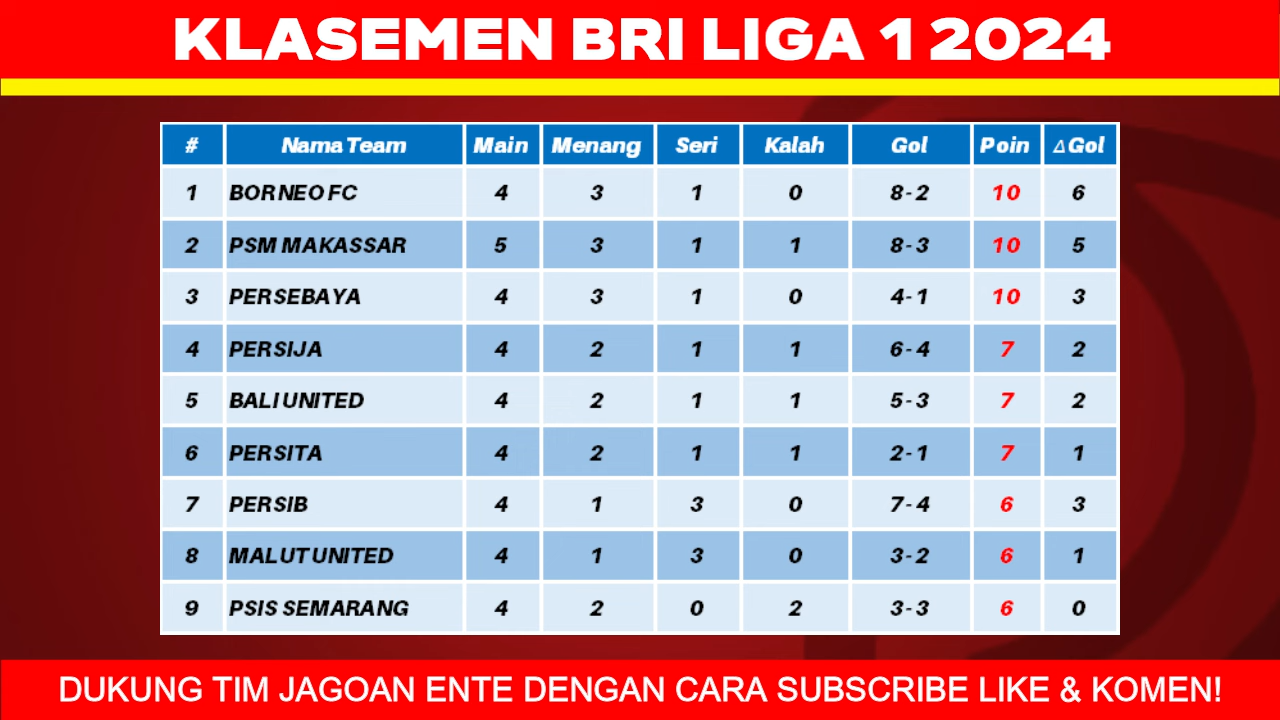 KLASEMEN BRI LIGA 1 2024
# Nama Team Main Menang Seri Kalah Gol Poin Δ Gol
1 BORNEO FC 4 3 1 0 8 - 2 10 6
2 PSM MAKASSAR 5 3 1 1 8 - 3 10 5
3 PERSEBAYA 4 3 1 0 4 - 1 10 3
4 PERSIJA 4 2 1 1 6 - 4 7 2
5 BALI UNITED 4 2 1 1 5 - 3 7 2
6 PERSITA 4 2 1 1 2 - 1 7 1
7 PERSIB 4 1 3 0 7 - 4 6 3
8 MALUT UNITED 4 1 3 0 3 - 2 6 1
9 PSIS SEMARANG 4 2 0 2 3 - 3 6 0
DUKUNG TIM JAGOAN ENTE DENGAN CARA SUBSCRIBE LIKE & KOMEN!